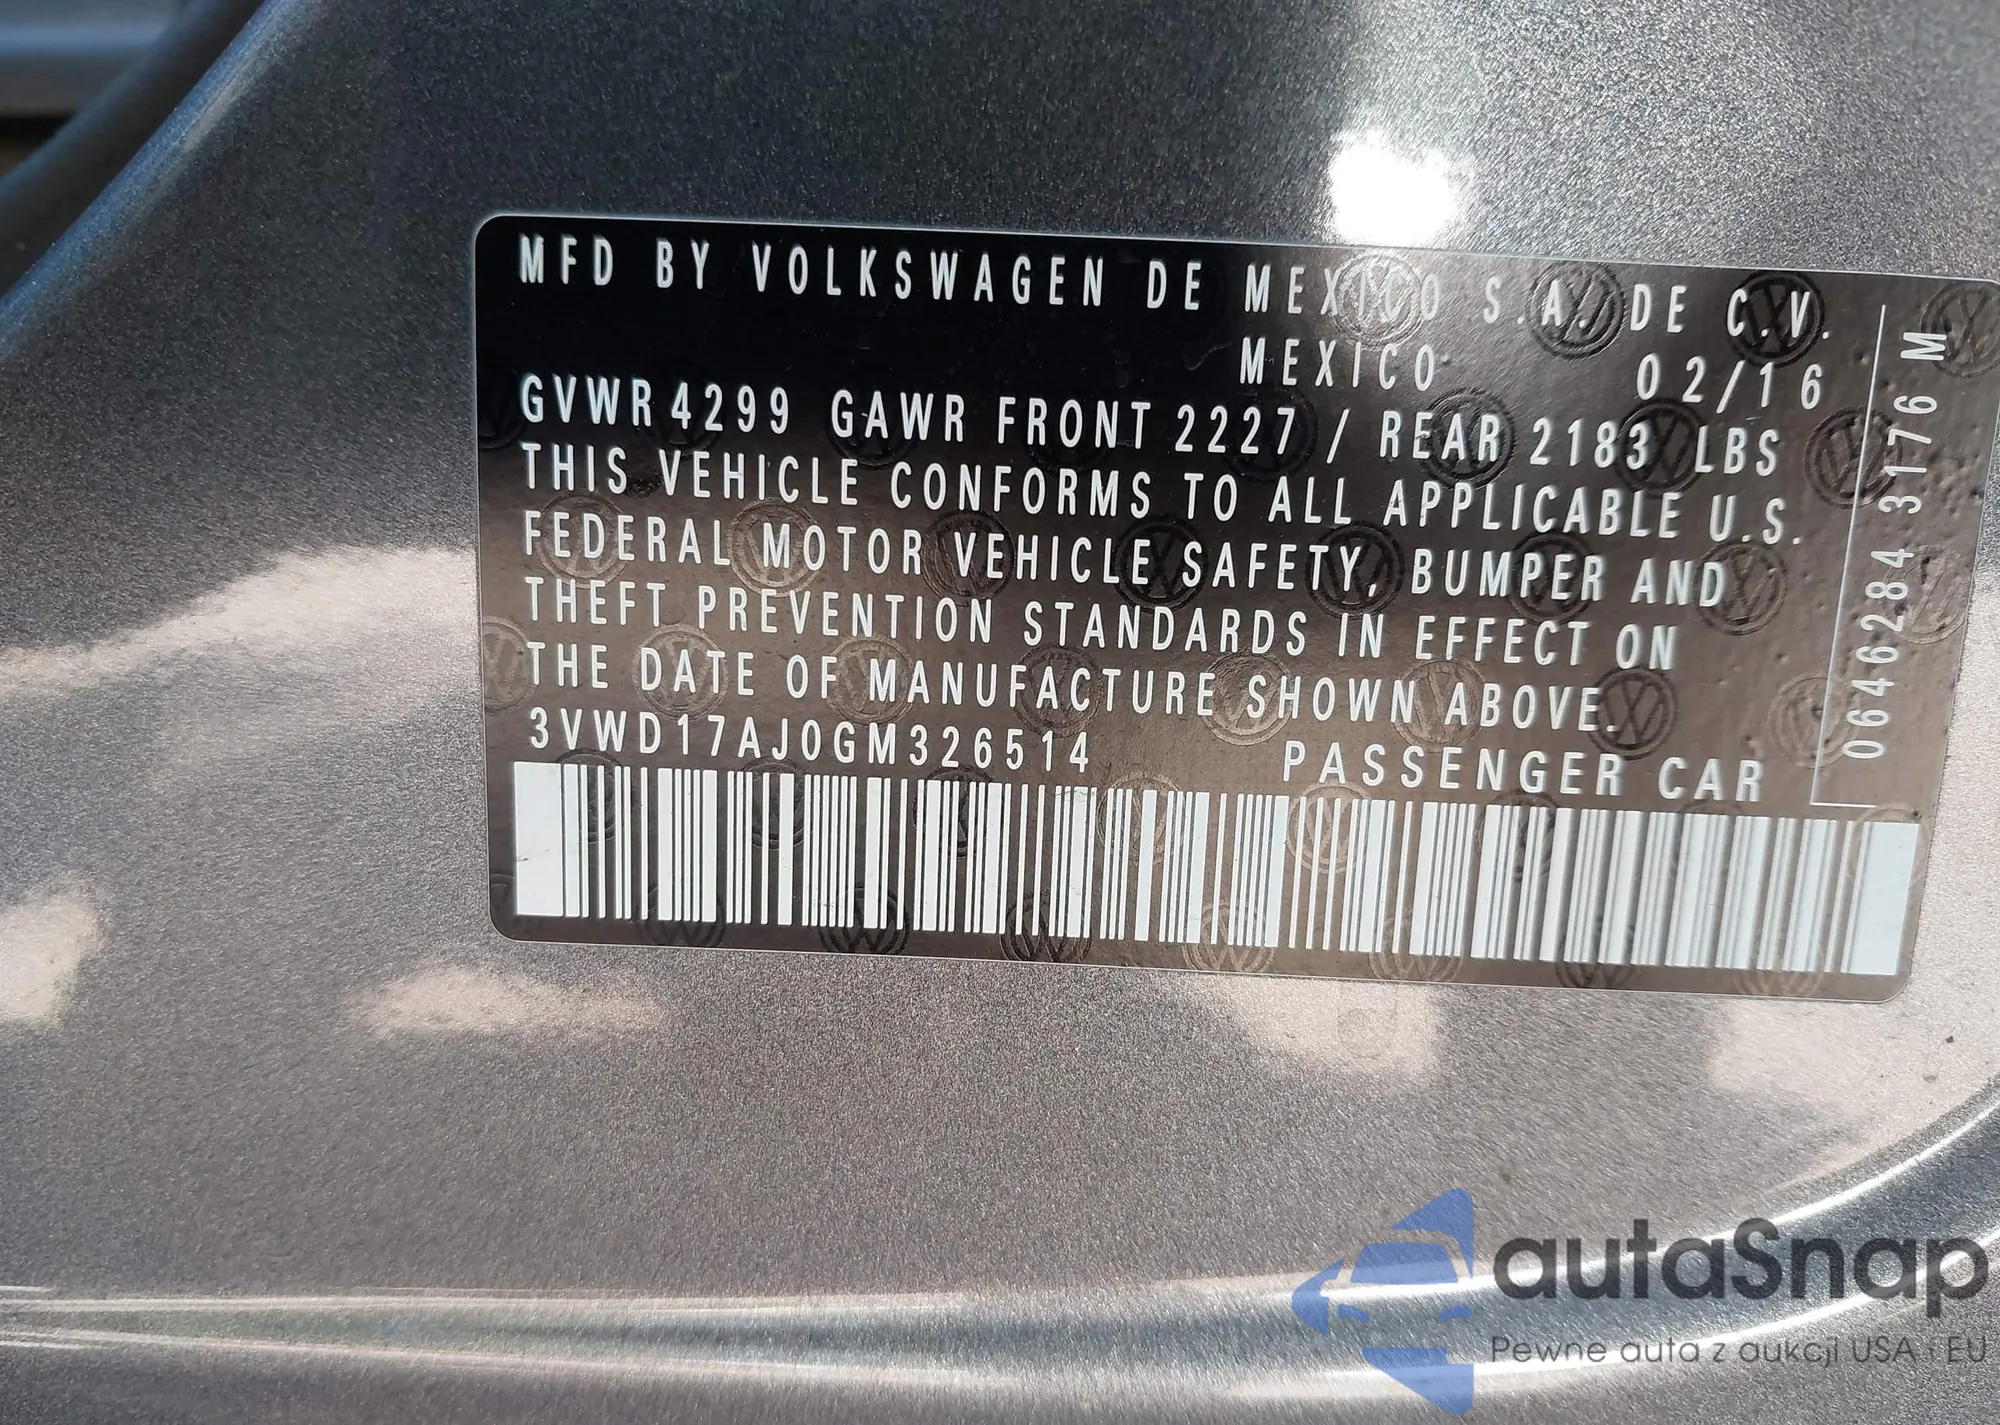 MFD BY VOLKSWAGEN DE MEXICO S.A. DE C.V.
MEXICO 02/16
GVWR 4299 GAWR FRONT 2227 / REAR 2183 LBS
THIS VEHICLE CONFORMS TO ALL APPLICABLE U.S.
FEDERAL MOTOR VEHICLE SAFETY, BUMPER AND
THEFT PREVENTION STANDARDS IN EFFECT ON
THE DATE OF MANUFACTURE SHOWN ABOVE.
3VWD17AJ0GM326514 PASSENGER CAR
0646284 3176 M
autaSnap
Pewne auta z aukcji USA i EU